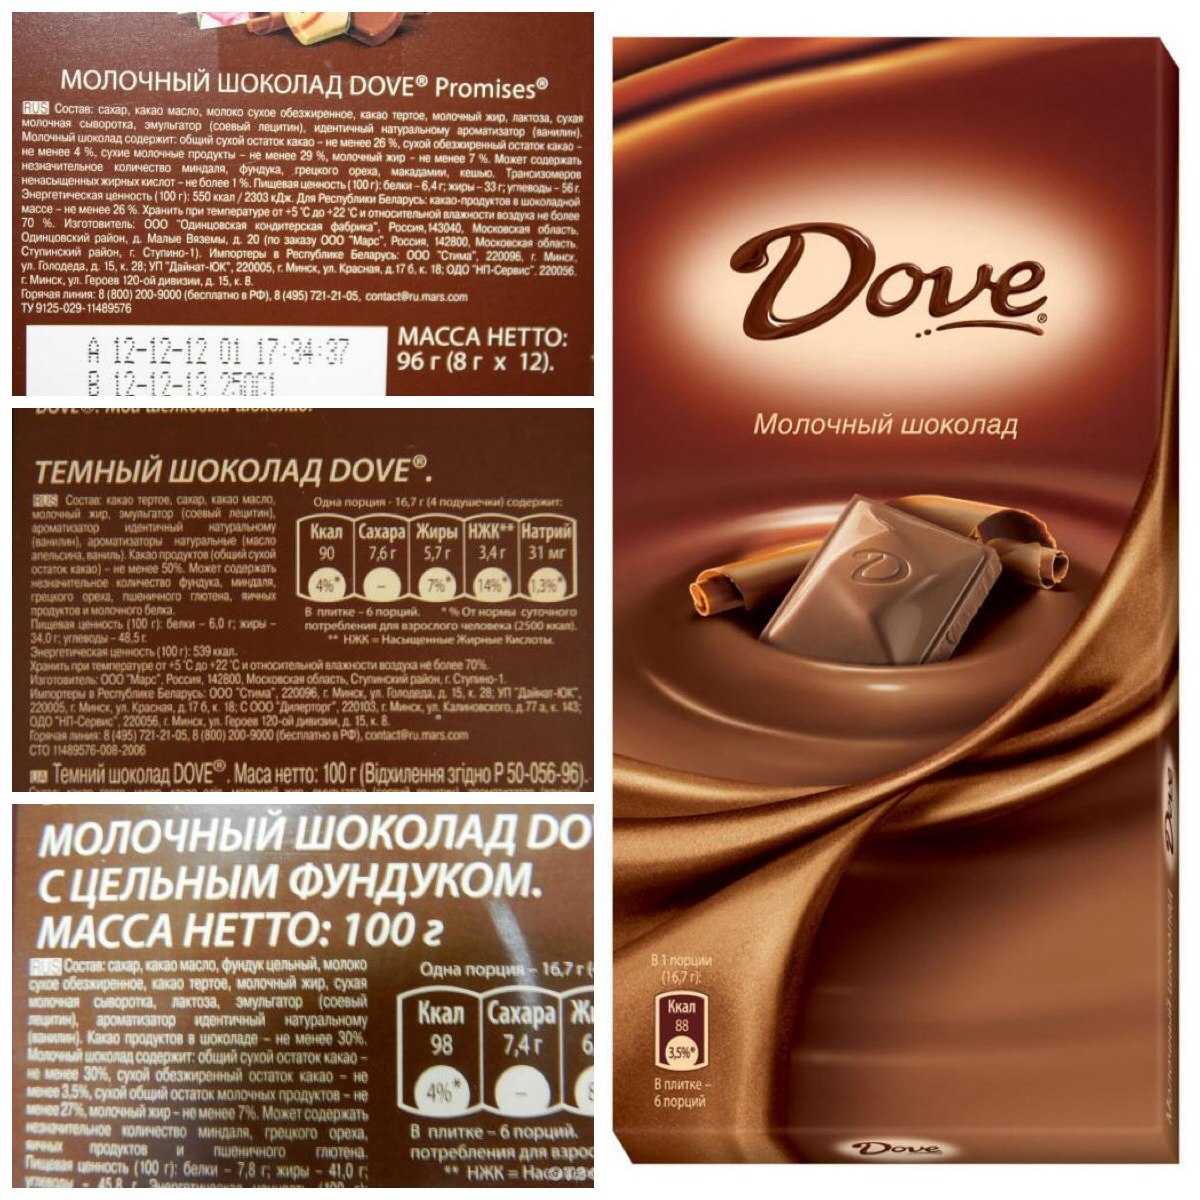 МОЛОЧНЫЙ ШОКОЛАД DOVE® Promises®
RUS Состав: сахар, какао масло, молоко сухое обезжиренное, какао тертое, молочный жир, лактоза, сухая
молочная сыворотка, эмульгатор (соевый лецитин), идентичный натуральному ароматизатор (ванилин).
Молочный шоколад содержит: общий сухой остаток какао – не менее 26 %, сухой обезжиренный остаток какао –
не менее 4 %, сухие молочные продукты – не менее 29 %, молочный жир – не менее 7 %. Может содержать
незначительное количество миндаля, фундука, грецкого ореха, макадамии, кешью. Трансизомеров
ненасыщенных жирных кислот – не более 1 %. Пищевая ценность (100 г): белки – 6,4 г; жиры – 33 г; углеводы – 56 г.
Энергетическая ценность (100 г): 550 ккал / 2303 кДж. Для Республики Беларусь: какао-продуктов в шоколадной
массе – не менее 26 %. Хранить при температуре от +5 °С до +22 °С и относительной влажности воздуха не более
70 %. Изготовитель: ООО "Одинцовская кондитерская фабрика", Россия,143040, Московская область,
Одинцовский район, д. Малые Вяземы, д. 20 (по заказу ООО "Марс", Россия, 142800, Московская область,
Ступинский район, г. Ступино-1). Импортеры в Республике Беларусь: ООО "Стима", 220096, г. Минск,
ул. Голодеда, д. 15, к. 28; УП "Дайнат-ЮК", 220005, г. Минск, ул. Красная, д.17 б, к. 18; ОДО "НП-Сервис", 220056,
г. Минск, ул. Героев 120-ой дивизии, д. 15, к. 8.
Горячая линия: 8 (800) 200-9000 (бесплатно в РФ), 8 (495) 721-21-05, contact@ru.mars.com
ТУ 9125-029-11489576
A 12-12-12 01 17:34:37
B 12-12-13 250C1
МАССА НЕТТО:
96 г (8 г х 12).
DOVE®. Мой шелковый шоколад.
ТЕМНЫЙ ШОКОЛАД DOVE®.
RUS Состав: какао тертое, сахар, какао масло,
молочный жир, эмульгатор (соевый лецитин),
ароматизатор идентичный натуральному
(ванилин), ароматизаторы натуральные (масло
апельсина, ваниль). Какао продуктов (общий сухой
остаток какао) – не менее 50%. Может содержать
незначительное количество фундука, миндаля,
грецкого ореха, пшеничного глютена, яичных
продуктов и молочного белка.
Пищевая ценность (100 г): белки – 6,0 г; жиры –
34,0 г; углеводы – 48,5 г.
Энергетическая ценность (100 г): 539 ккал.
Одна порция - 16,7 г (4 подушечки) содержит:
Ккал Сахара Жиры НЖК** Натрий
90 7,6 г 5,7 г 3,4 г 31 мг
4%* – 7%* 14%* 1,3%*
В плитке – 6 порций. *% От нормы суточного
потребления для взрослого человека (2500 ккал).
** НЖК = Насыщенные Жирные Кислоты.
Хранить при температуре от +5 °С до +22 °С и относительной влажности воздуха не более 70%.
Изготовитель: ООО "Марс", Россия, 142800, Московская область, Ступинский район, г. Ступино-1.
Импортеры в Республике Беларусь: ООО "Стима", 220096, г. Минск, ул. Голодеда, д. 15, к. 28; УП "Дайнат-ЮК",
220005, г. Минск, ул. Красная, д.17 б, к. 18; С ООО "Дилерторг", 220103, г. Минск, ул. Калиновского, д.77 а, к. 143;
ОДО "НП-Сервис", 220056, г. Минск, ул. Героев 120-ой дивизии, д. 15, к. 8.
Горячая линия: 8 (495) 721-21-05, 8 (800) 200-9000 (бесплатно в РФ), contact@ru.mars.com
СТО 11489576-008-2006
UA Темний шоколад DOVE®. Маса нетто: 100 г (Відхилення згідно Р 50-056-96).
МОЛОЧНЫЙ ШОКОЛАД DO
С ЦЕЛЬНЫМ ФУНДУКОМ.
МАССА НЕТТО: 100 г
RUS Состав: сахар, какао масло, фундук цельный, молоко
сухое обезжиренное, какао тертое, молочный жир, сухая
молочная сыворотка, лактоза, эмульгатор (соевый
лецитин), ароматизатор идентичный натуральному
(ванилин). Какао продуктов в шоколаде – не менее 30%.
Молочный шоколад содержит: общий сухой остаток какао –
не менее 30%, сухой обезжиренный остаток какао – не
менее 3,5%, сухой общий остаток молочных продуктов – не
менее 27%, молочный жир – не менее 7%. Может содержать
незначительное количество миндаля, грецкого ореха,
яичных продуктов и пшеничного глютена.
Пищевая ценность (100 г): белки – 7,8 г; жиры – 41,0 г;
углеводы – 45,8 г. Энергетическая ценность (100 г):
Одна порция – 16,7 г (
Ккал Сахара Жи
98 7,4 г 6
4%* – 8
В плитке – 6 порций.
потребления для взрос
** НЖК = Нас
Dove®
Молочный шоколад
В 1 порции
(16,7 г):
Ккал
88
3,5%*
В плитке –
6 порций
Dove
Dove
Молочный шоколад